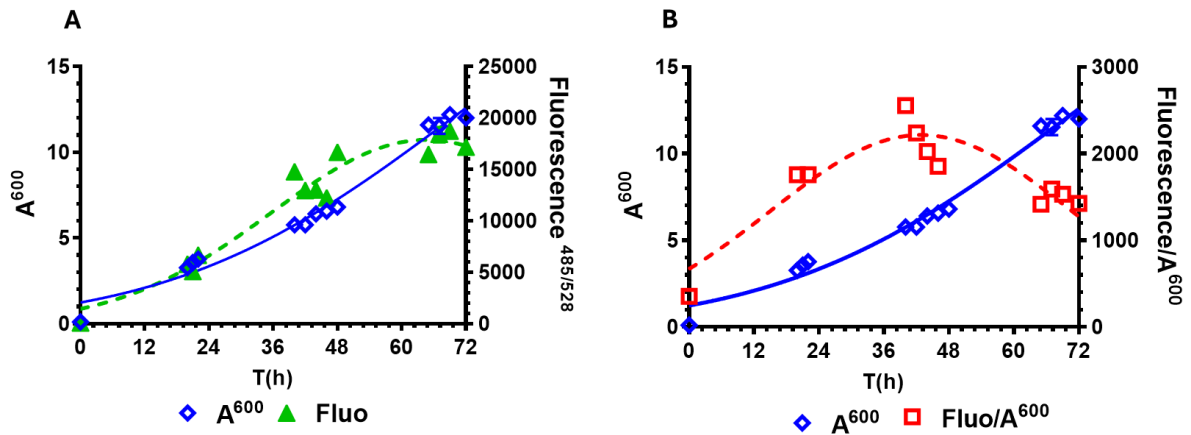 A
B
15
10
5
0
A600
25000
20000
15000
10000
5000
0
Fluorescence 485/528
0 12 24 36 48 60 72
T(h)
A600 Fluo
15
10
5
0
A600
3000
2000
1000
0
Fluorescence/A600
0 12 24 36 48 60 72
T(h)
A600 Fluo/A600